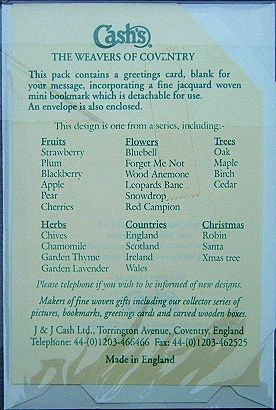 Cash's®
THE WEAVERS OF COVENTRY
This pack contains a greetings card, blank for
your message, incorporating a fine jacquard woven
mini bookmark which is detachable for use.
An envelope is also enclosed.
This design is one from a series, including:-
Fruits Flowers Trees
Strawberry Bluebell Oak
Plum Forget Me Not Maple
Blackberry Wood Anemone Birch
Apple Leopards Bane Cedar
Pear Snowdrop
Cherries Red Campion
Herbs Countries Christmas
Chives England Robin
Chamomile Scotland Santa
Garden Thyme Ireland Xmas tree
Garden Lavender Wales
Please telephone if you wish to be informed of new designs.
Makers of fine woven gifts including our collector series of
pictures, bookmarks, greetings cards and carved wooden boxes.
J & J Cash Ltd., Torrington Avenue, Coventry, England
Telephone: 44-(0)1203-466466 Fax: 44-(0)1203-462525
Made in England